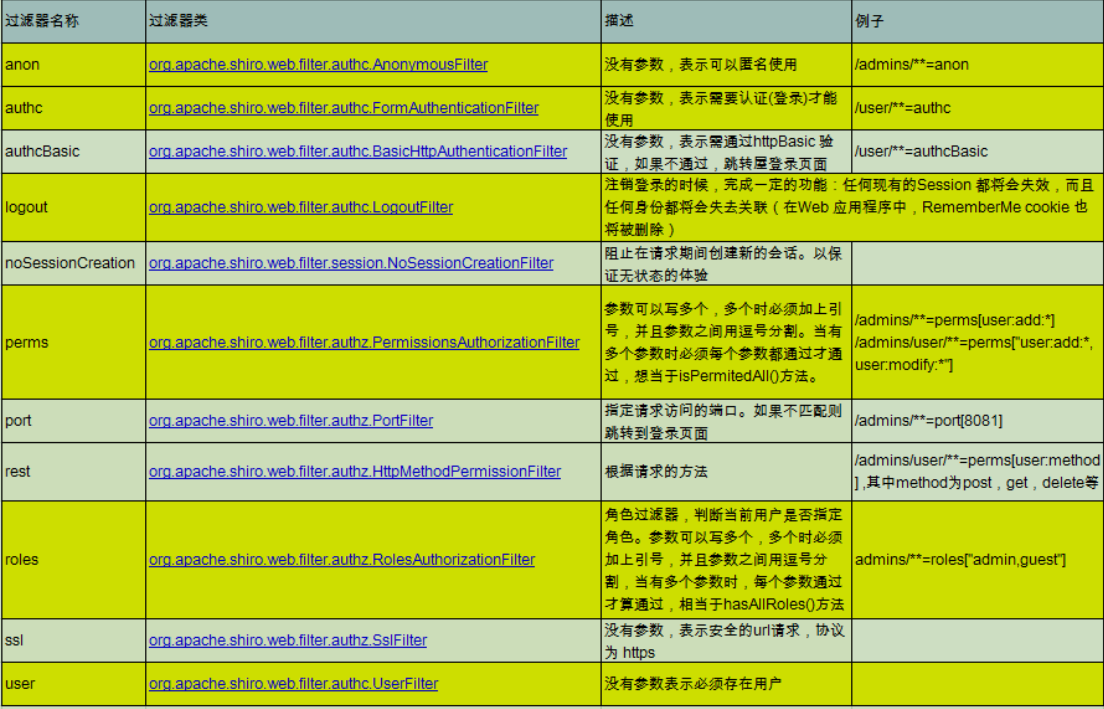 过滤器名称 过滤器类 描述 例子
anon org.apache.shiro.web.filter.authc.AnonymousFilter 没有参数，表示可以匿名使用 /admins/**=anon
authc org.apache.shiro.web.filter.authc.FormAuthenticationFilter 没有参数，表示需要认证(登录)才能
使用 /user/**=authc
authcBasic org.apache.shiro.web.filter.authc.BasicHttpAuthenticationFilter 没有参数，表示需通过httpBasic 验
证，如果不通过，跳转屋登录页面 /user/**=authcBasic
logout org.apache.shiro.web.filter.authc.LogoutFilter 注销登录的时候，完成一定的功能：任何现有的Session 都将会失效，而且
任何身份都将会失去关联（在Web 应用程序中，RememberMe cookie 也
将被删除）
noSessionCreation org.apache.shiro.web.filter.session.NoSessionCreationFilter 阻止在请求期间创建新的会话。以保
证无状态的体验
perms org.apache.shiro.web.filter.authz.PermissionsAuthorizationFilter 参数可以写多个，多个时必须加上引
号，并且参数之间用逗号分割。当有
多个参数时必须每个参数都通过才通
过，想当于isPermitedAll()方法。
/admins/**=perms[user:add:*]
/admins/user/**=perms["user:add:*,
user:modify:*"]
port org.apache.shiro.web.filter.authz.PortFilter 指定请求访问的端口。如果不匹配则
跳转到登录页面 /admins/**=port[8081]
rest org.apache.shiro.web.filter.authz.HttpMethodPermissionFilter 根据请求的方法 /admins/user/**=perms[user:method
] ,其中method为post，get，delete等
roles org.apache.shiro.web.filter.authz.RolesAuthorizationFilter 角色过滤器，判断当前用户是否指定
角色。参数可以写多个，多个时必须
加上引号，并且参数之间用逗号分
割，当有多个参数时，每个参数通过
才算通过，相当于hasAllRoles()方法
admins/**=roles["admin,guest"]
ssl org.apache.shiro.web.filter.authz.SslFilter 没有参数，表示安全的url请求，协议
为 https
user org.apache.shiro.web.filter.authc.UserFilter 没有参数表示必须存在用户